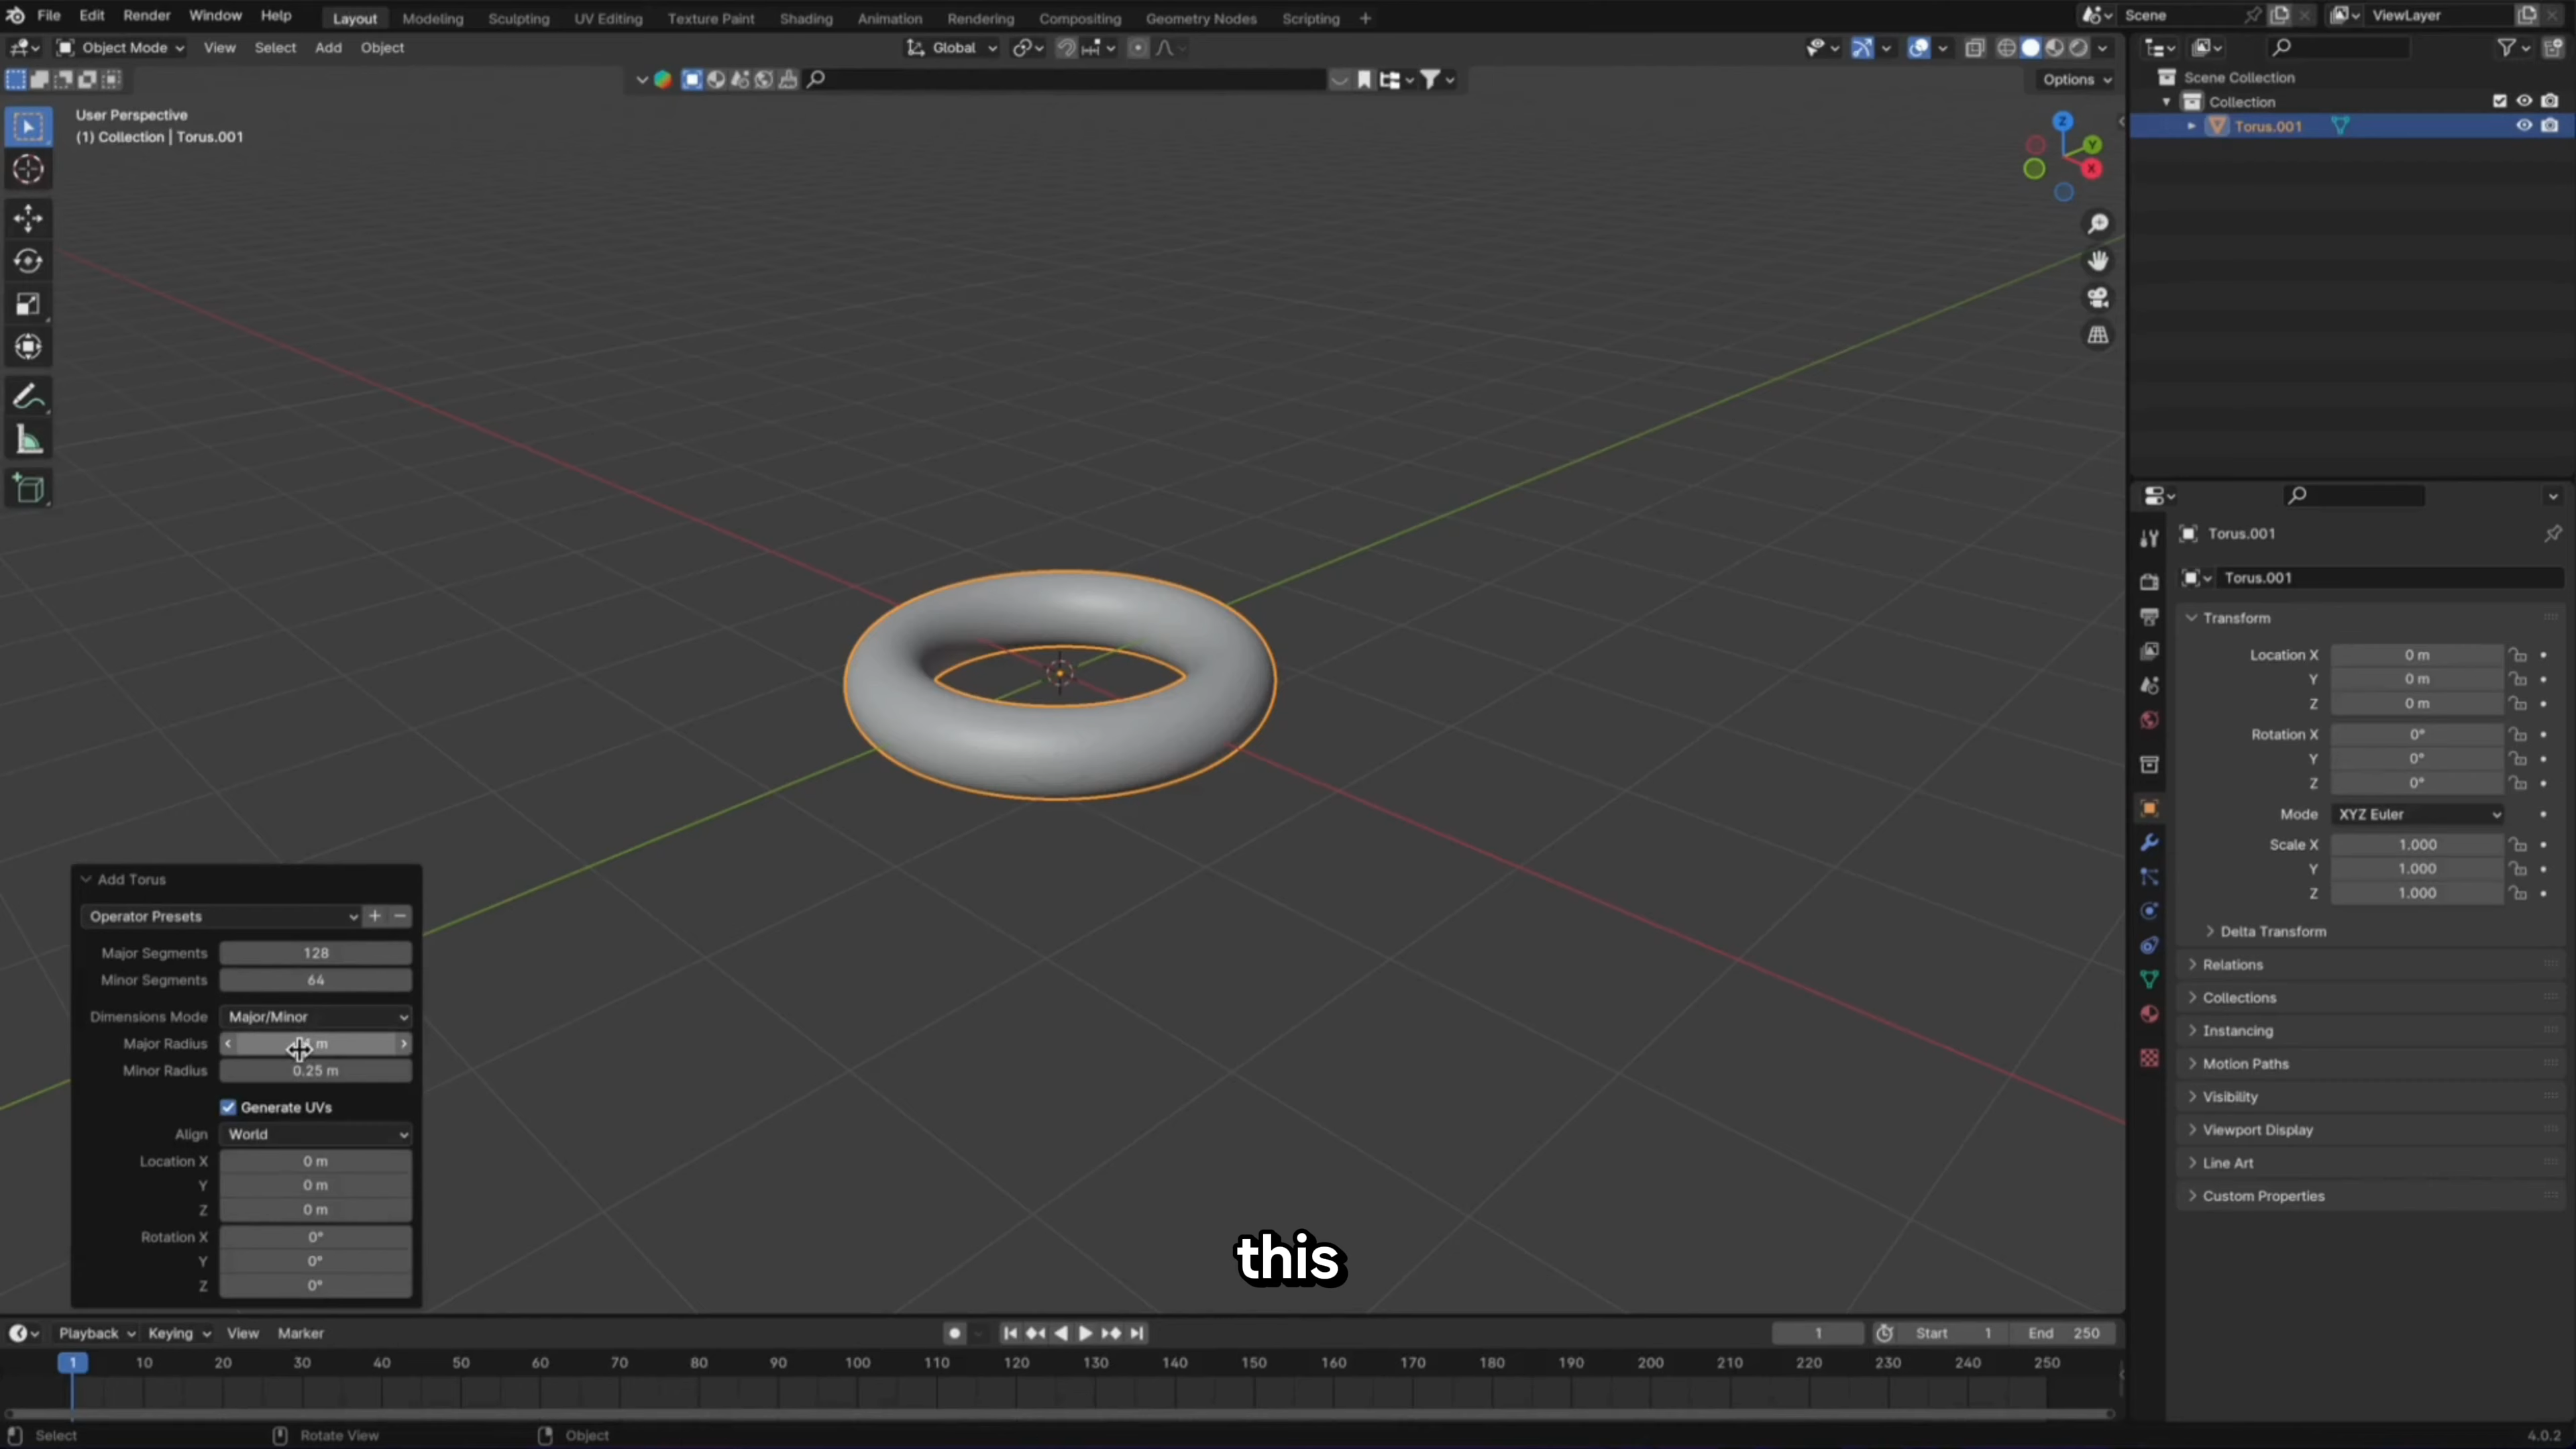 File Edit Render Window Help Layout Modeling Sculpting UV Editing Texture Paint Shading Animation Rendering Compositing Geometry Nodes Scripting + Scene ViewLayer
Object Mode View Select Add Object Global
Options
User Perspective
(1) Collection | Torus.001
Z
Y
X
Scene Collection
Collection
Torus.001
Torus.001
Torus.001
Transform
Location X 0 m
Y 0 m
Z 0 m
Rotation X 0°
Y 0°
Z 0°
Mode XYZ Euler
Scale X 1.000
Y 1.000
Z 1.000
Delta Transform
Relations
Collections
Instancing
Motion Paths
Visibility
Viewport Display
Line Art
Custom Properties
Add Torus
Operator Presets
Major Segments 128
Minor Segments 64
Dimensions Mode Major/Minor
Major Radius m
Minor Radius 0.25 m
Generate UVs
Align World
Location X 0 m
Y 0 m
Z 0 m
Rotation X 0°
Y 0°
Z 0°
this
Playback Keying View Marker 1 Start 1 End 250
1 10 20 30 40 50 60 70 80 90 100 110 120 130 140 150 160 170 180 190 200 210 220 230 240 250
Select Rotate View Object 4.0.2